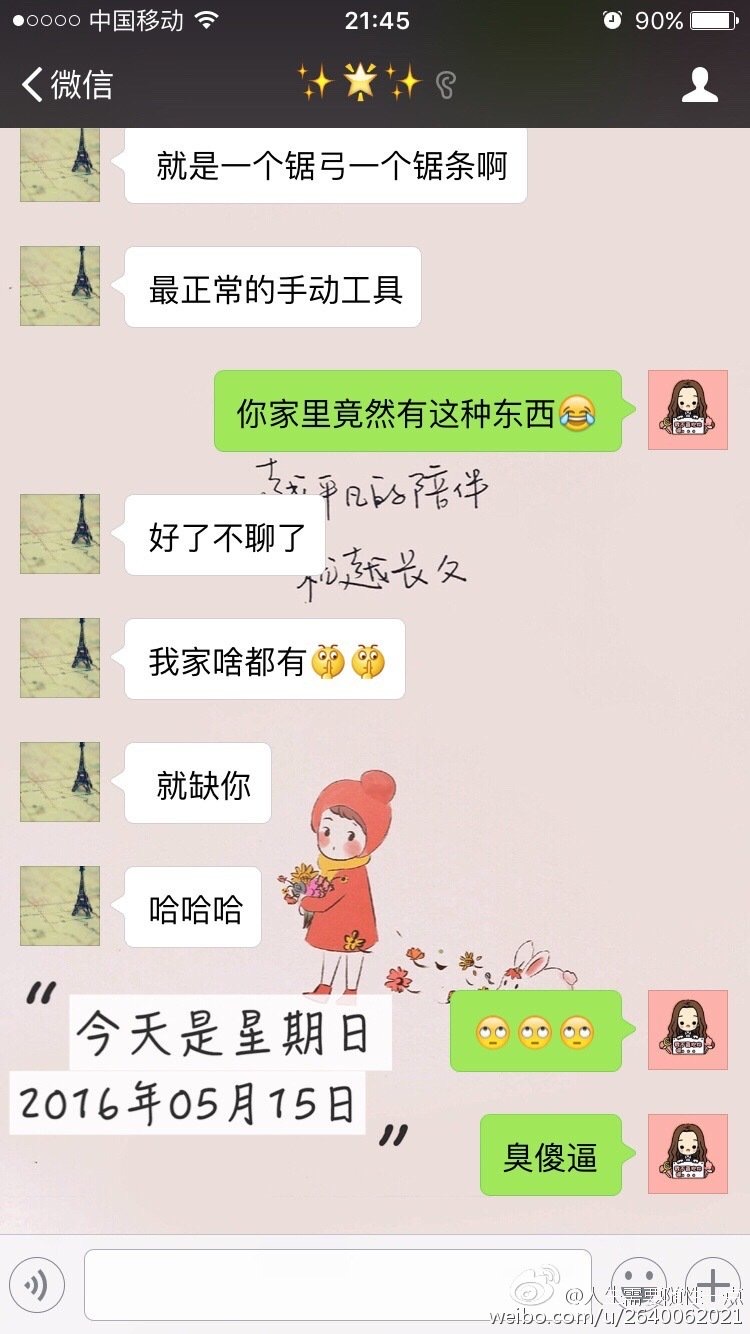 中国移动
21:45
90%
微信
就是一个锯弓一个锯条啊
最正常的手动工具
你家里竟然有这种东西😂
越平凡的陪伴
好了不聊了
越长久
我家啥都有🤫🤫
就缺你
哈哈哈
“
今天是星期日
🙄🙄🙄
2016年05月15日
”
臭傻逼
@人生需要随性一点
weibo.com/u/2640062021